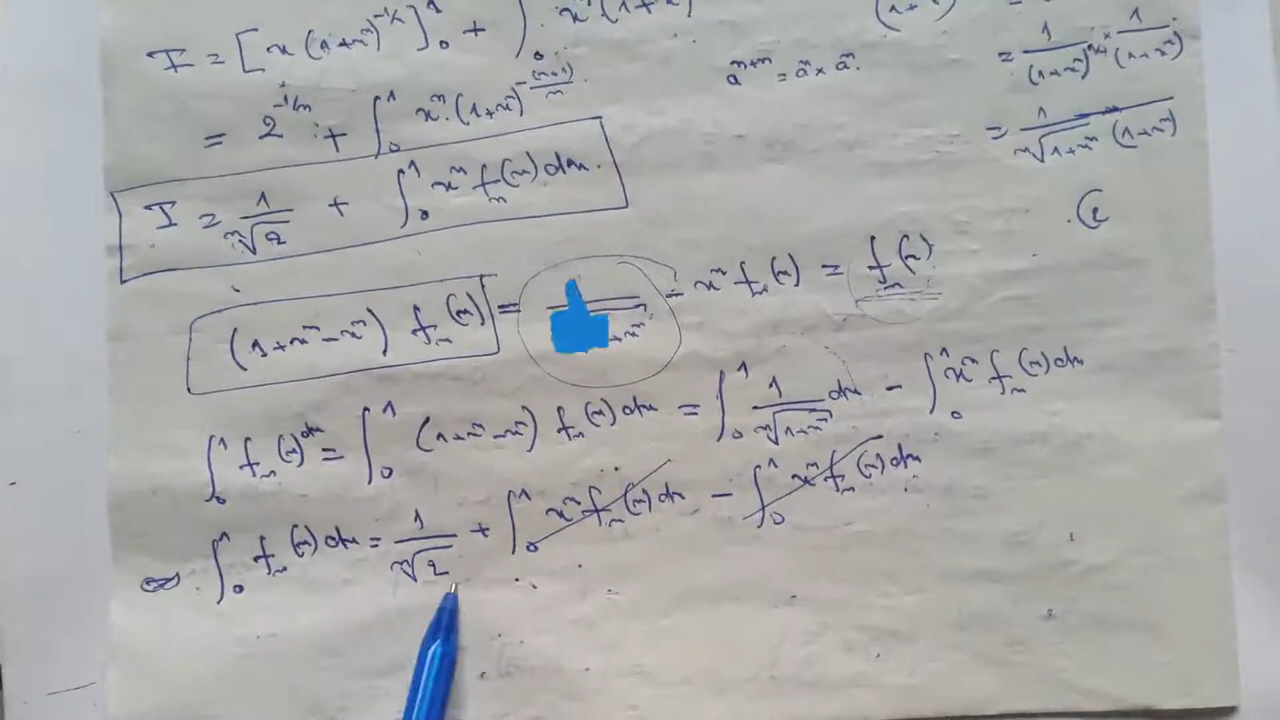 I = [x(1+xⁿ)^(-1/n)]₀¹ + ∫₀
= 2^(-1/n) + ∫₀¹ xⁿ.(1+xⁿ)^(-(n+1)/n)
I = 1/ⁿ√2 + ∫₀¹ xⁿ fₙ(x) dx.
a^(n+m) = aⁿ × aᵐ.
= 1/(1+xⁿ)^(1/n) × 1/(1+xⁿ)
= 1/(ⁿ√(1+xⁿ) (1+xⁿ))
(1+xⁿ-xⁿ) fₙ(x) = +xⁿ - xⁿ fₙ(x) = fₙ(x)
∫₀¹ fₙ(x) dx = ∫₀¹ (1+xⁿ-xⁿ) fₙ(x) dx = ∫₀¹ 1/ⁿ√(1+xⁿ) dx - ∫₀¹ xⁿ fₙ(x) dx
∫₀¹ fₙ(x) dx = 1/ⁿ√2 + ∫₀¹ xⁿ fₙ(x) dx - ∫₀¹ xⁿ fₙ(x) dx